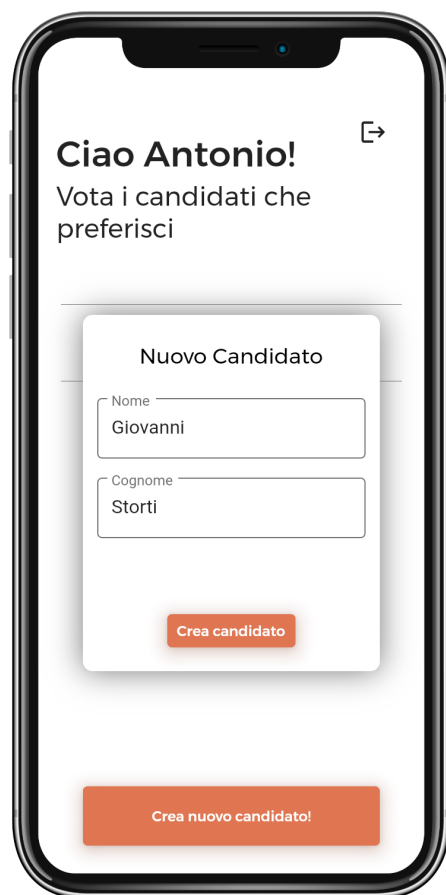 Ciao Antonio!
Vota i candidati che
preferisci
Nuovo Candidato
Nome
Giovanni
Cognome
Storti
Crea candidato
Crea nuovo candidato!